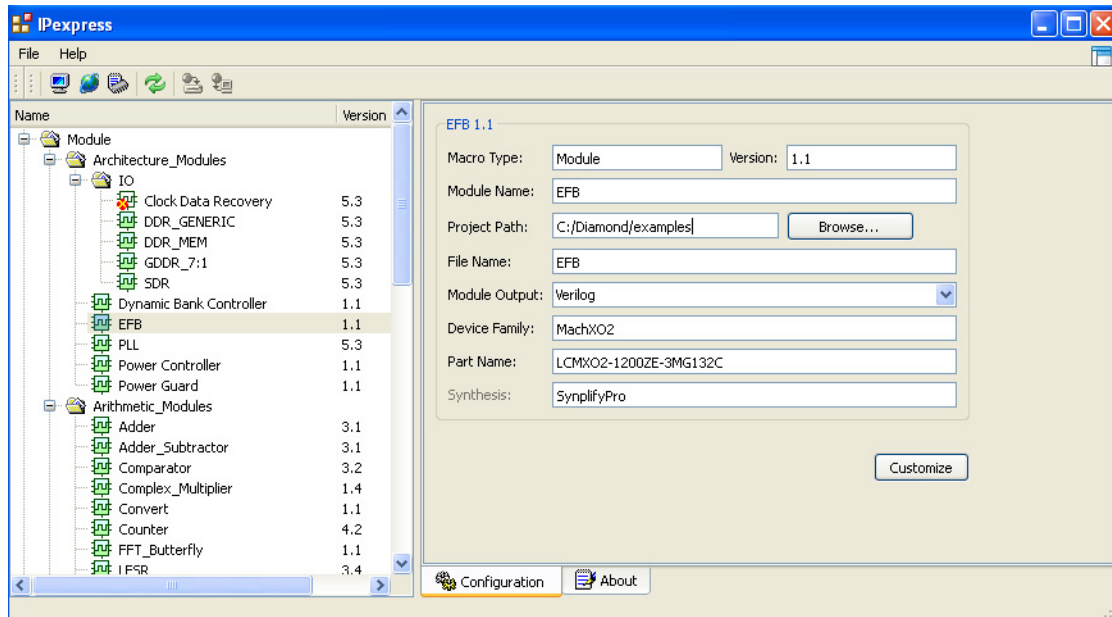 IPexpress
File Help
Name Version
Module
Architecture_Modules
IO
Clock Data Recovery 5.3
DDR_GENERIC 5.3
DDR_MEM 5.3
GDDR_7:1 5.3
SDR 5.3
Dynamic Bank Controller 1.1
EFB 1.1
PLL 5.3
Power Controller 1.1
Power Guard 1.1
Arithmetic_Modules
Adder 3.1
Adder_Subtractor 3.1
Comparator 3.2
Complex_Multiplier 1.4
Convert 1.1
Counter 4.2
FFT_Butterfly 1.1
LFSR 3.4
EFB 1.1
Macro Type: Module Version: 1.1
Module Name: EFB
Project Path: C:/Diamond/examples Browse...
File Name: EFB
Module Output: Verilog
Device Family: MachXO2
Part Name: LCMXO2-1200ZE-3MG132C
Synthesis: SynplifyPro
Customize
Configuration About